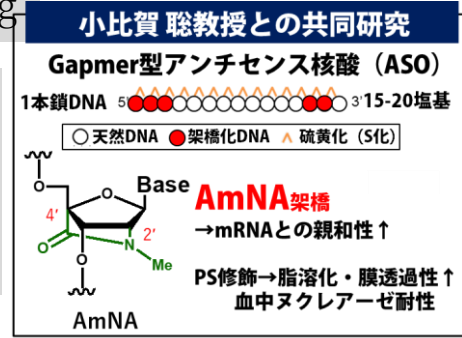 g
小比賀 聡教授との共同研究
Gapmer型アンチセンス核酸（ASO）
1本鎖DNA 5' 3' 15-20塩基
○天然DNA ●架橋化DNA ^ 硫黄化（S化）
O
O
Base
4'
2'
O
O
N
Me
AmNA
AmNA架橋
→mRNAとの親和性↑
PS修飾→脂溶化・膜透過性↑
血中ヌクレアーゼ耐性